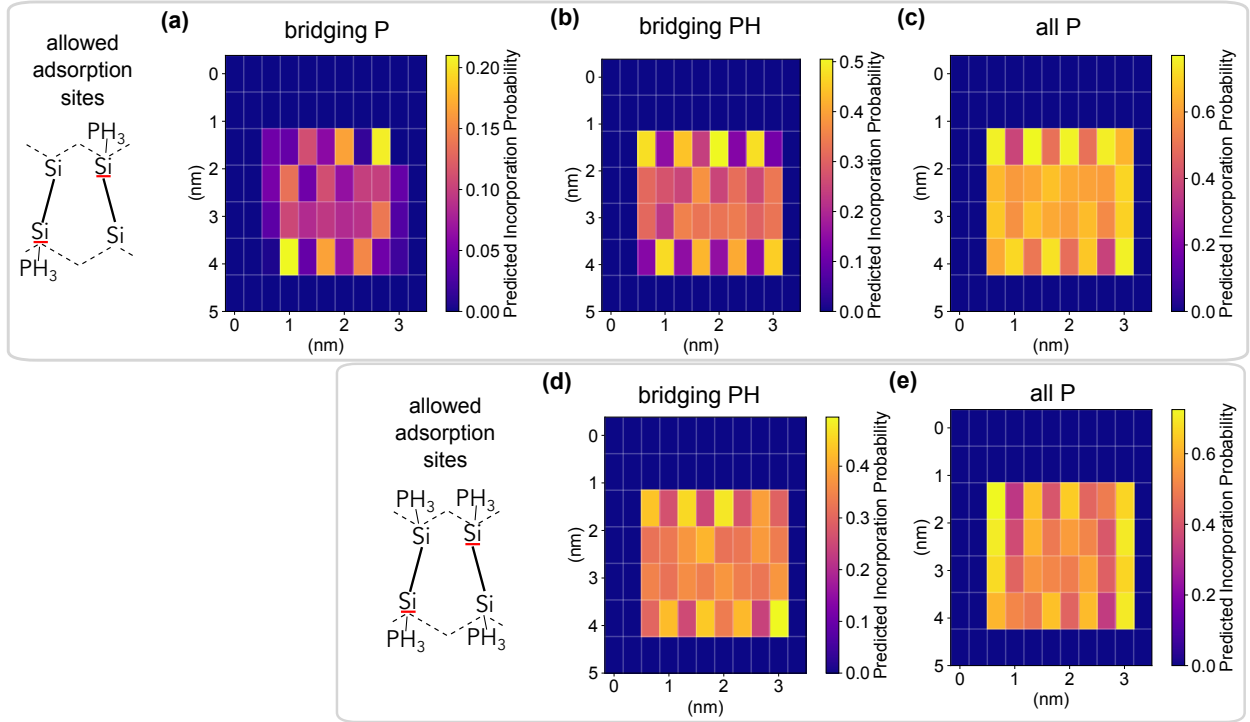 (a)
bridging P
(b)
bridging PH
(c)
all P
allowed
adsorption
sites
PH3
Si
Si
Si
Si
PH3
0
1
2
3
4
5
(nm)
0 1 2 3
(nm)
0.20
0.15
0.10
0.05
0.00
Predicted Incorporation Probability
0
1
2
3
4
5
(nm)
0 1 2 3
(nm)
0.5
0.4
0.3
0.2
0.1
0.0
Predicted Incorporation Probability
0
1
2
3
4
5
(nm)
0 1 2 3
(nm)
0.6
0.4
0.2
0.0
Predicted Incorporation Probability
(d)
bridging PH
(e)
all P
allowed
adsorption
sites
PH3 PH3
Si Si
Si Si
PH3 PH3
0
1
2
3
4
5
(nm)
0 1 2 3
(nm)
0.4
0.3
0.2
0.1
0.0
Predicted Incorporation Probability
0
1
2
3
4
5
(nm)
0 1 2 3
(nm)
0.6
0.4
0.2
0.0
Predicted Incorporation Probability